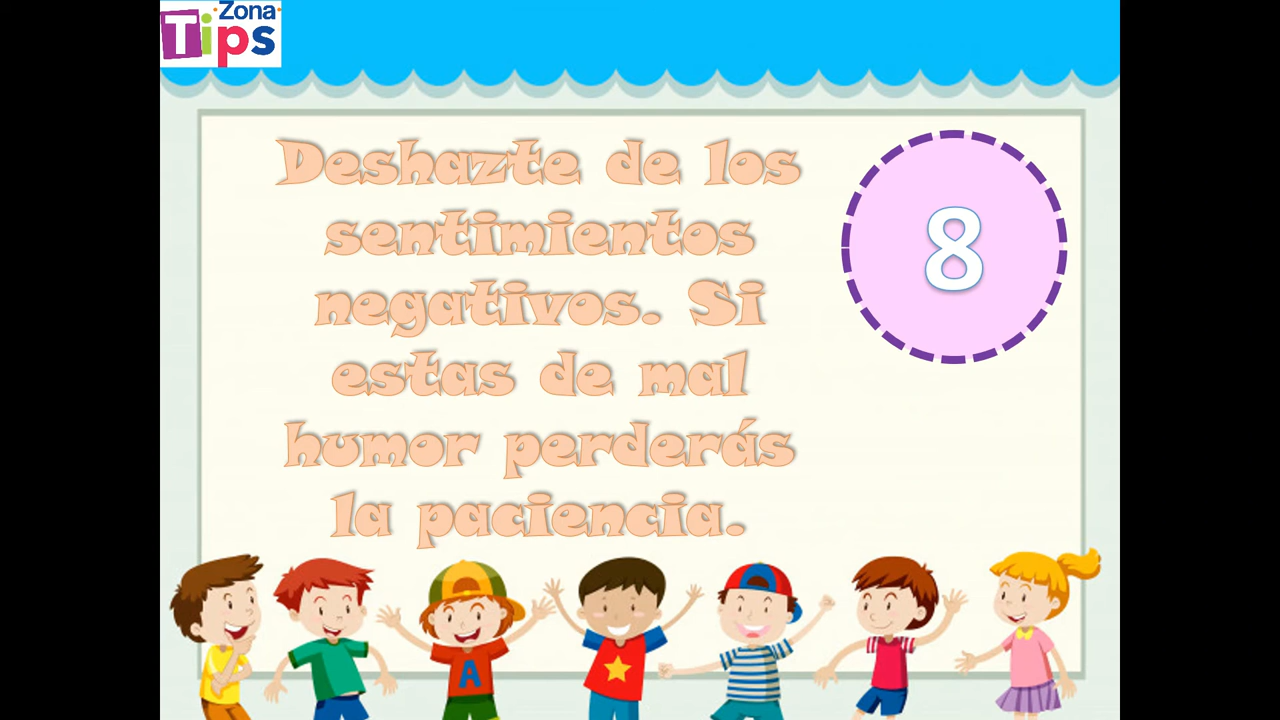 Zona
Tips
Deshazte de los
sentimientos
negativos. Si
estas de mal
humor perderás
la paciencia.
8
A